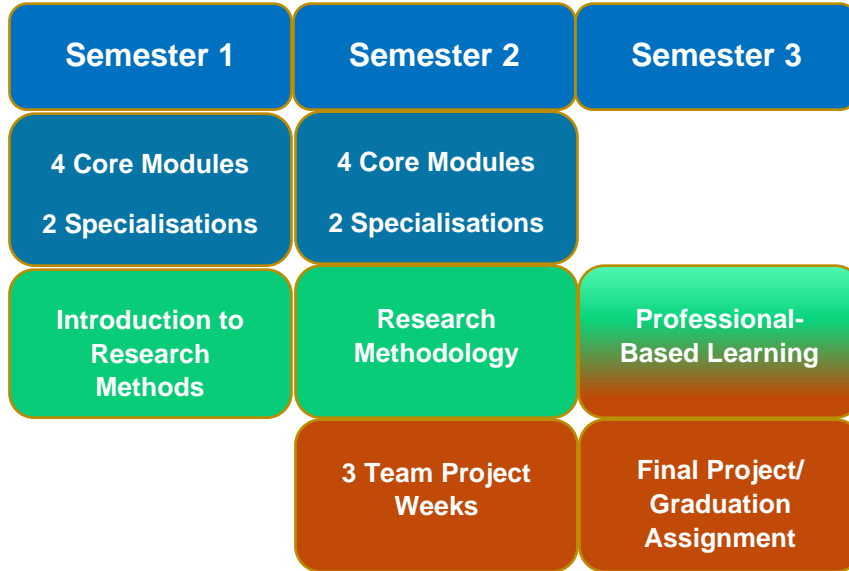 Semester 1
Semester 2
Semester 3
4 Core Modules
2 Specialisations
4 Core Modules
2 Specialisations
Introduction to
Research
Methods
Research
Methodology
Professional-
Based Learning
3 Team Project
Weeks
Final Project/
Graduation
Assignment